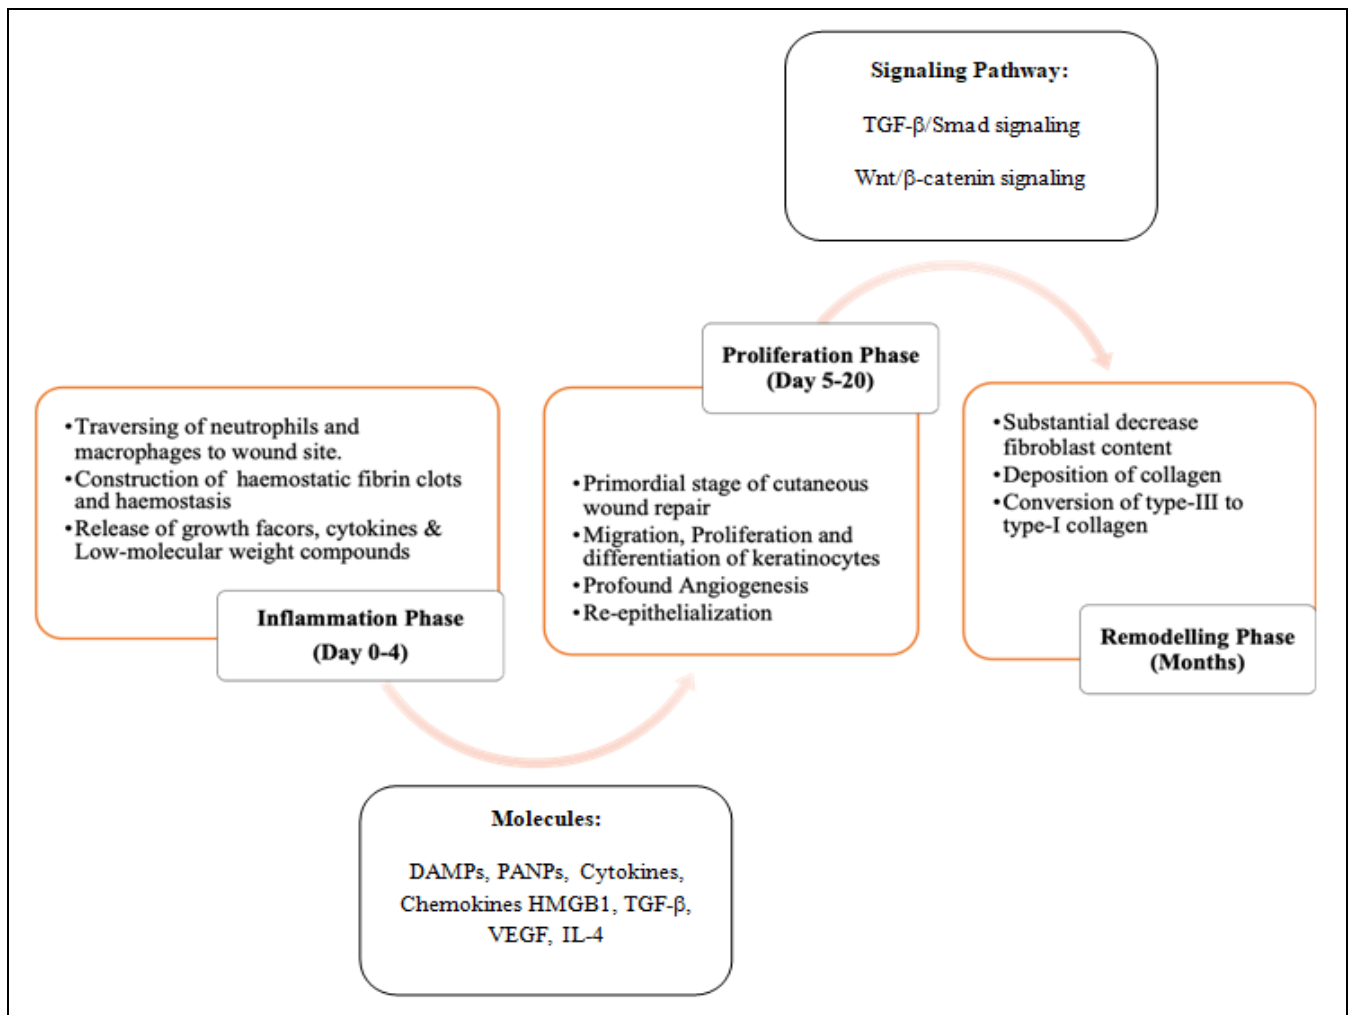 Signaling Pathway:
TGF-β/Smad signaling
Wnt/β-catenin signaling
•Traversing of neutrophils and
macrophages to wound site.
•Construction of haemostatic fibrin clots
and haemostasis
•Release of growth facors, cytokines &
Low-molecular weight compounds
Inflammation Phase
(Day 0-4)
Proliferation Phase
(Day 5-20)
•Primordial stage of cutaneous
wound repair
•Migration, Proliferation and
differentiation of keratinocytes
•Profound Angiogenesis
•Re-epithelialization
•Substantial decrease
fibroblast content
•Deposition of collagen
•Conversion of type-III to
type-I collagen
Remodelling Phase
(Months)
Molecules:
DAMPs, PANPs, Cytokines,
Chemokines HMGB1, TGF-β,
VEGF, IL-4